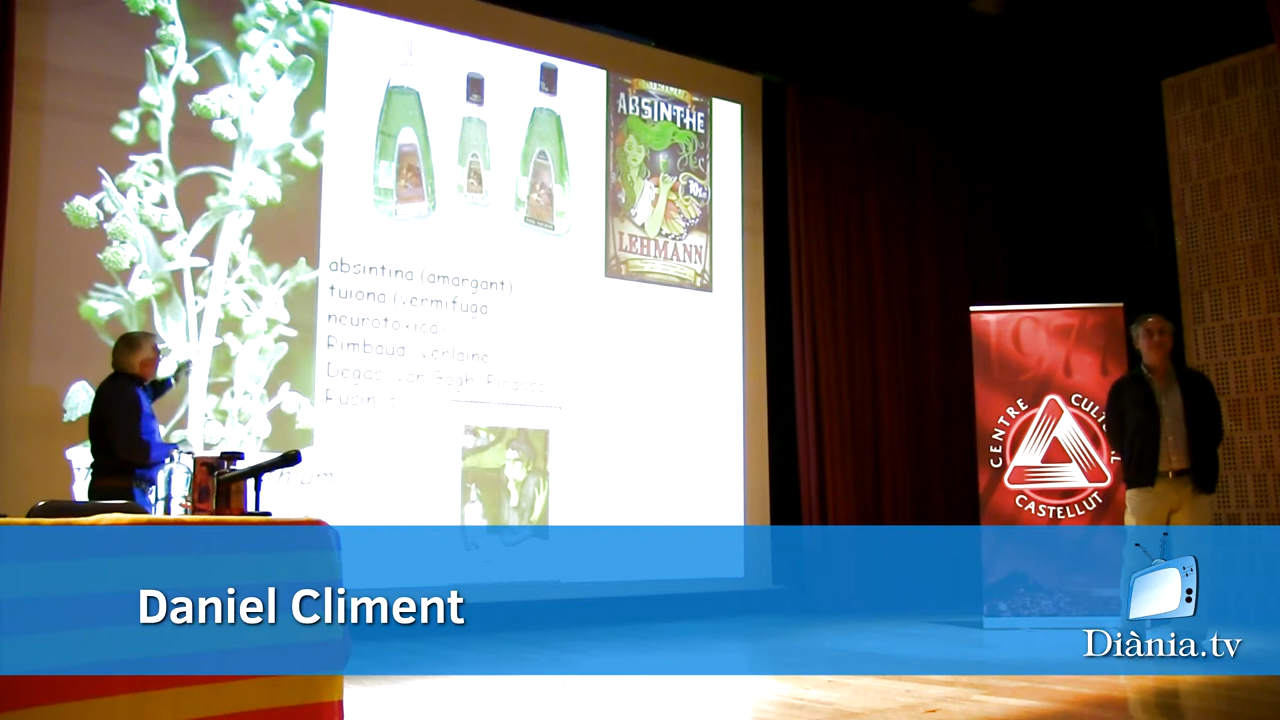 ABSINTHE
LEHMANN
absintina (amargant)
tuiona (vermifuga
neurotoxica)
Rimbaud, Verlaine
Degas, van Gogh, Picasso
1977
CENTRE CULTURAL
CASTELLUT
Daniel Climent
Diània.tv